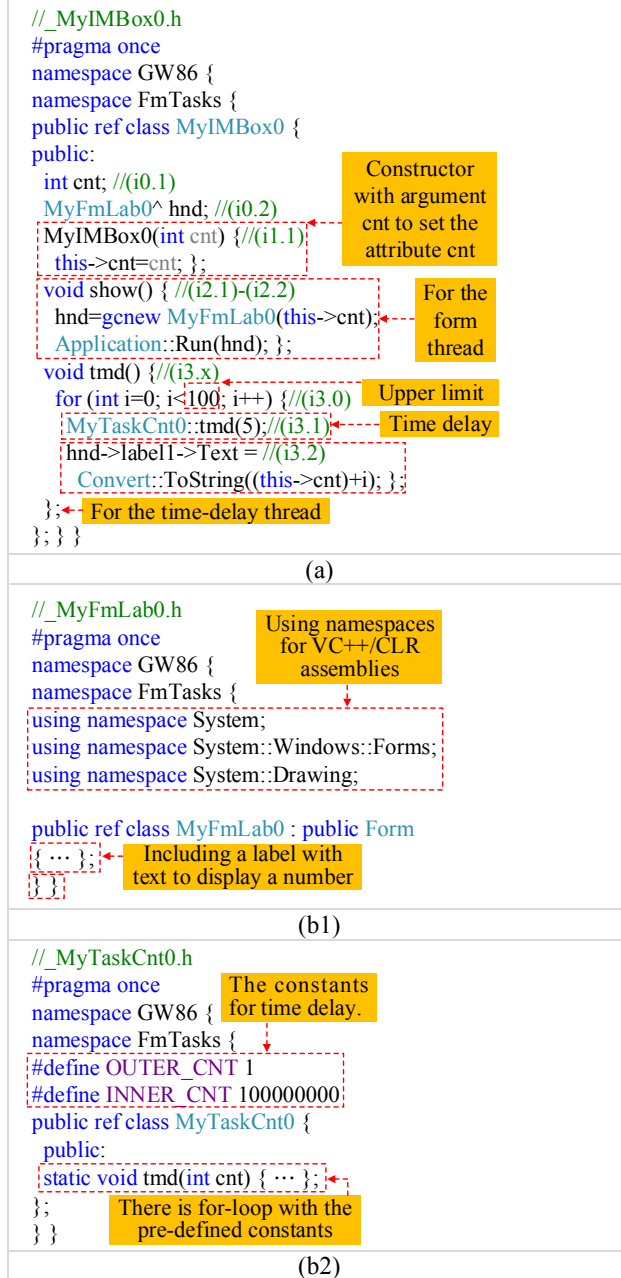 //_MyIMBox0.h
#pragma once
namespace GW86 {
namespace FmTasks {
public ref class MyIMBox0 {
public:
int cnt; //(i0.1)
MyFmLab0^ hnd; //(i0.2)
MyIMBox0(int cnt) {//(i1.1)
this->cnt=cnt; };
Constructor
with argument
cnt to set the
attribute cnt
void show() { //(i2.1)-(i2.2)
hnd=gcnew MyFmLab0(this->cnt);
Application::Run(hnd); };
For the
form
thread
void tmd() {//(i3.x)
for (int i=0; i<100; i++) {//(i3.0)
Upper limit
MyTaskCnt0::tmd(5);//(i3.1)
Time delay
hnd->label1->Text = //(i3.2)
Convert::ToString((this->cnt)+i); };
};
For the time-delay thread
}; } }
(a)
//_MyFmLab0.h
#pragma once
namespace GW86 {
namespace FmTasks {
Using namespaces
for VC++/CLR
assemblies
using namespace System;
using namespace System::Windows::Forms;
using namespace System::Drawing;
public ref class MyFmLab0 : public Form
{ ··· };
Including a label with
text to display a number
} }
(b1)
//_MyTaskCnt0.h
#pragma once
namespace GW86 {
namespace FmTasks {
The constants
for time delay.
#define OUTER_CNT 1
#define INNER_CNT 100000000
public ref class MyTaskCnt0 {
public:
static void tmd(int cnt) { ··· };
};
} }
There is for-loop with the
pre-defined constants
(b2)